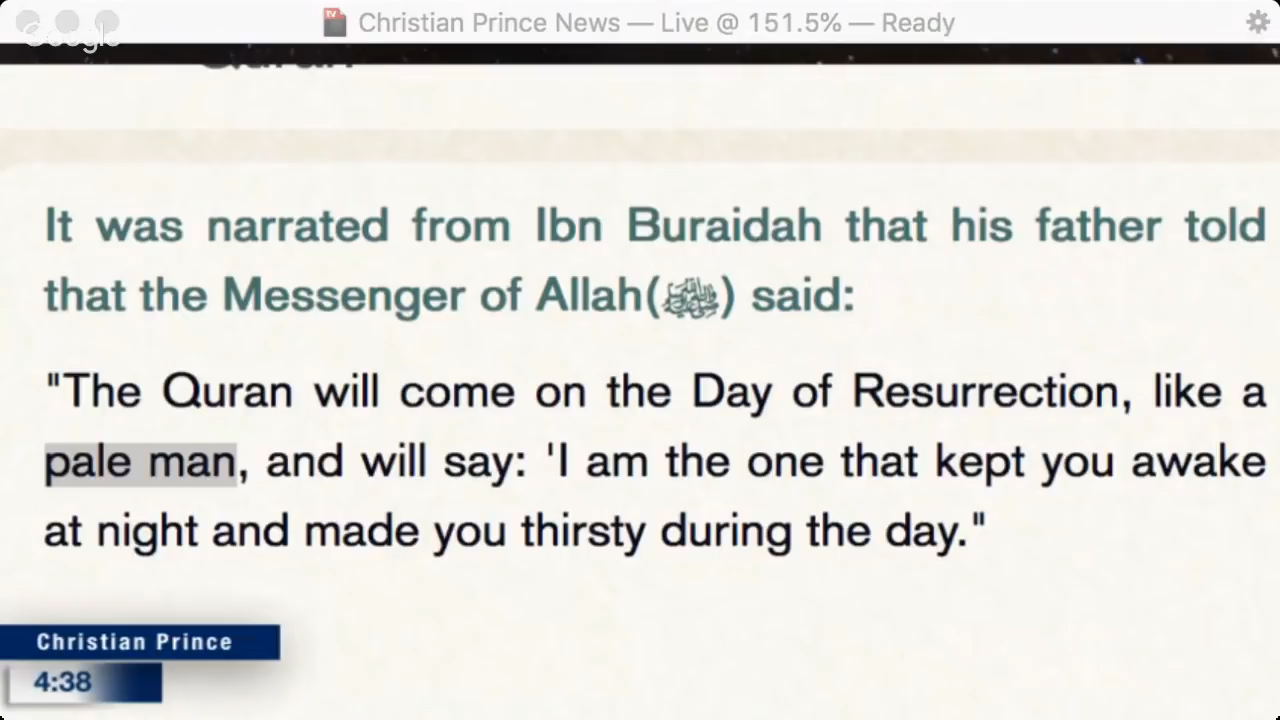 Christian Prince News — Live @ 151.5% — Ready
Google
Quran
It was narrated from Ibn Buraidah that his father told
that the Messenger of Allah(ﷺ) said:
"The Quran will come on the Day of Resurrection, like a
pale man, and will say: 'I am the one that kept you awake
at night and made you thirsty during the day."
Christian Prince
4:38